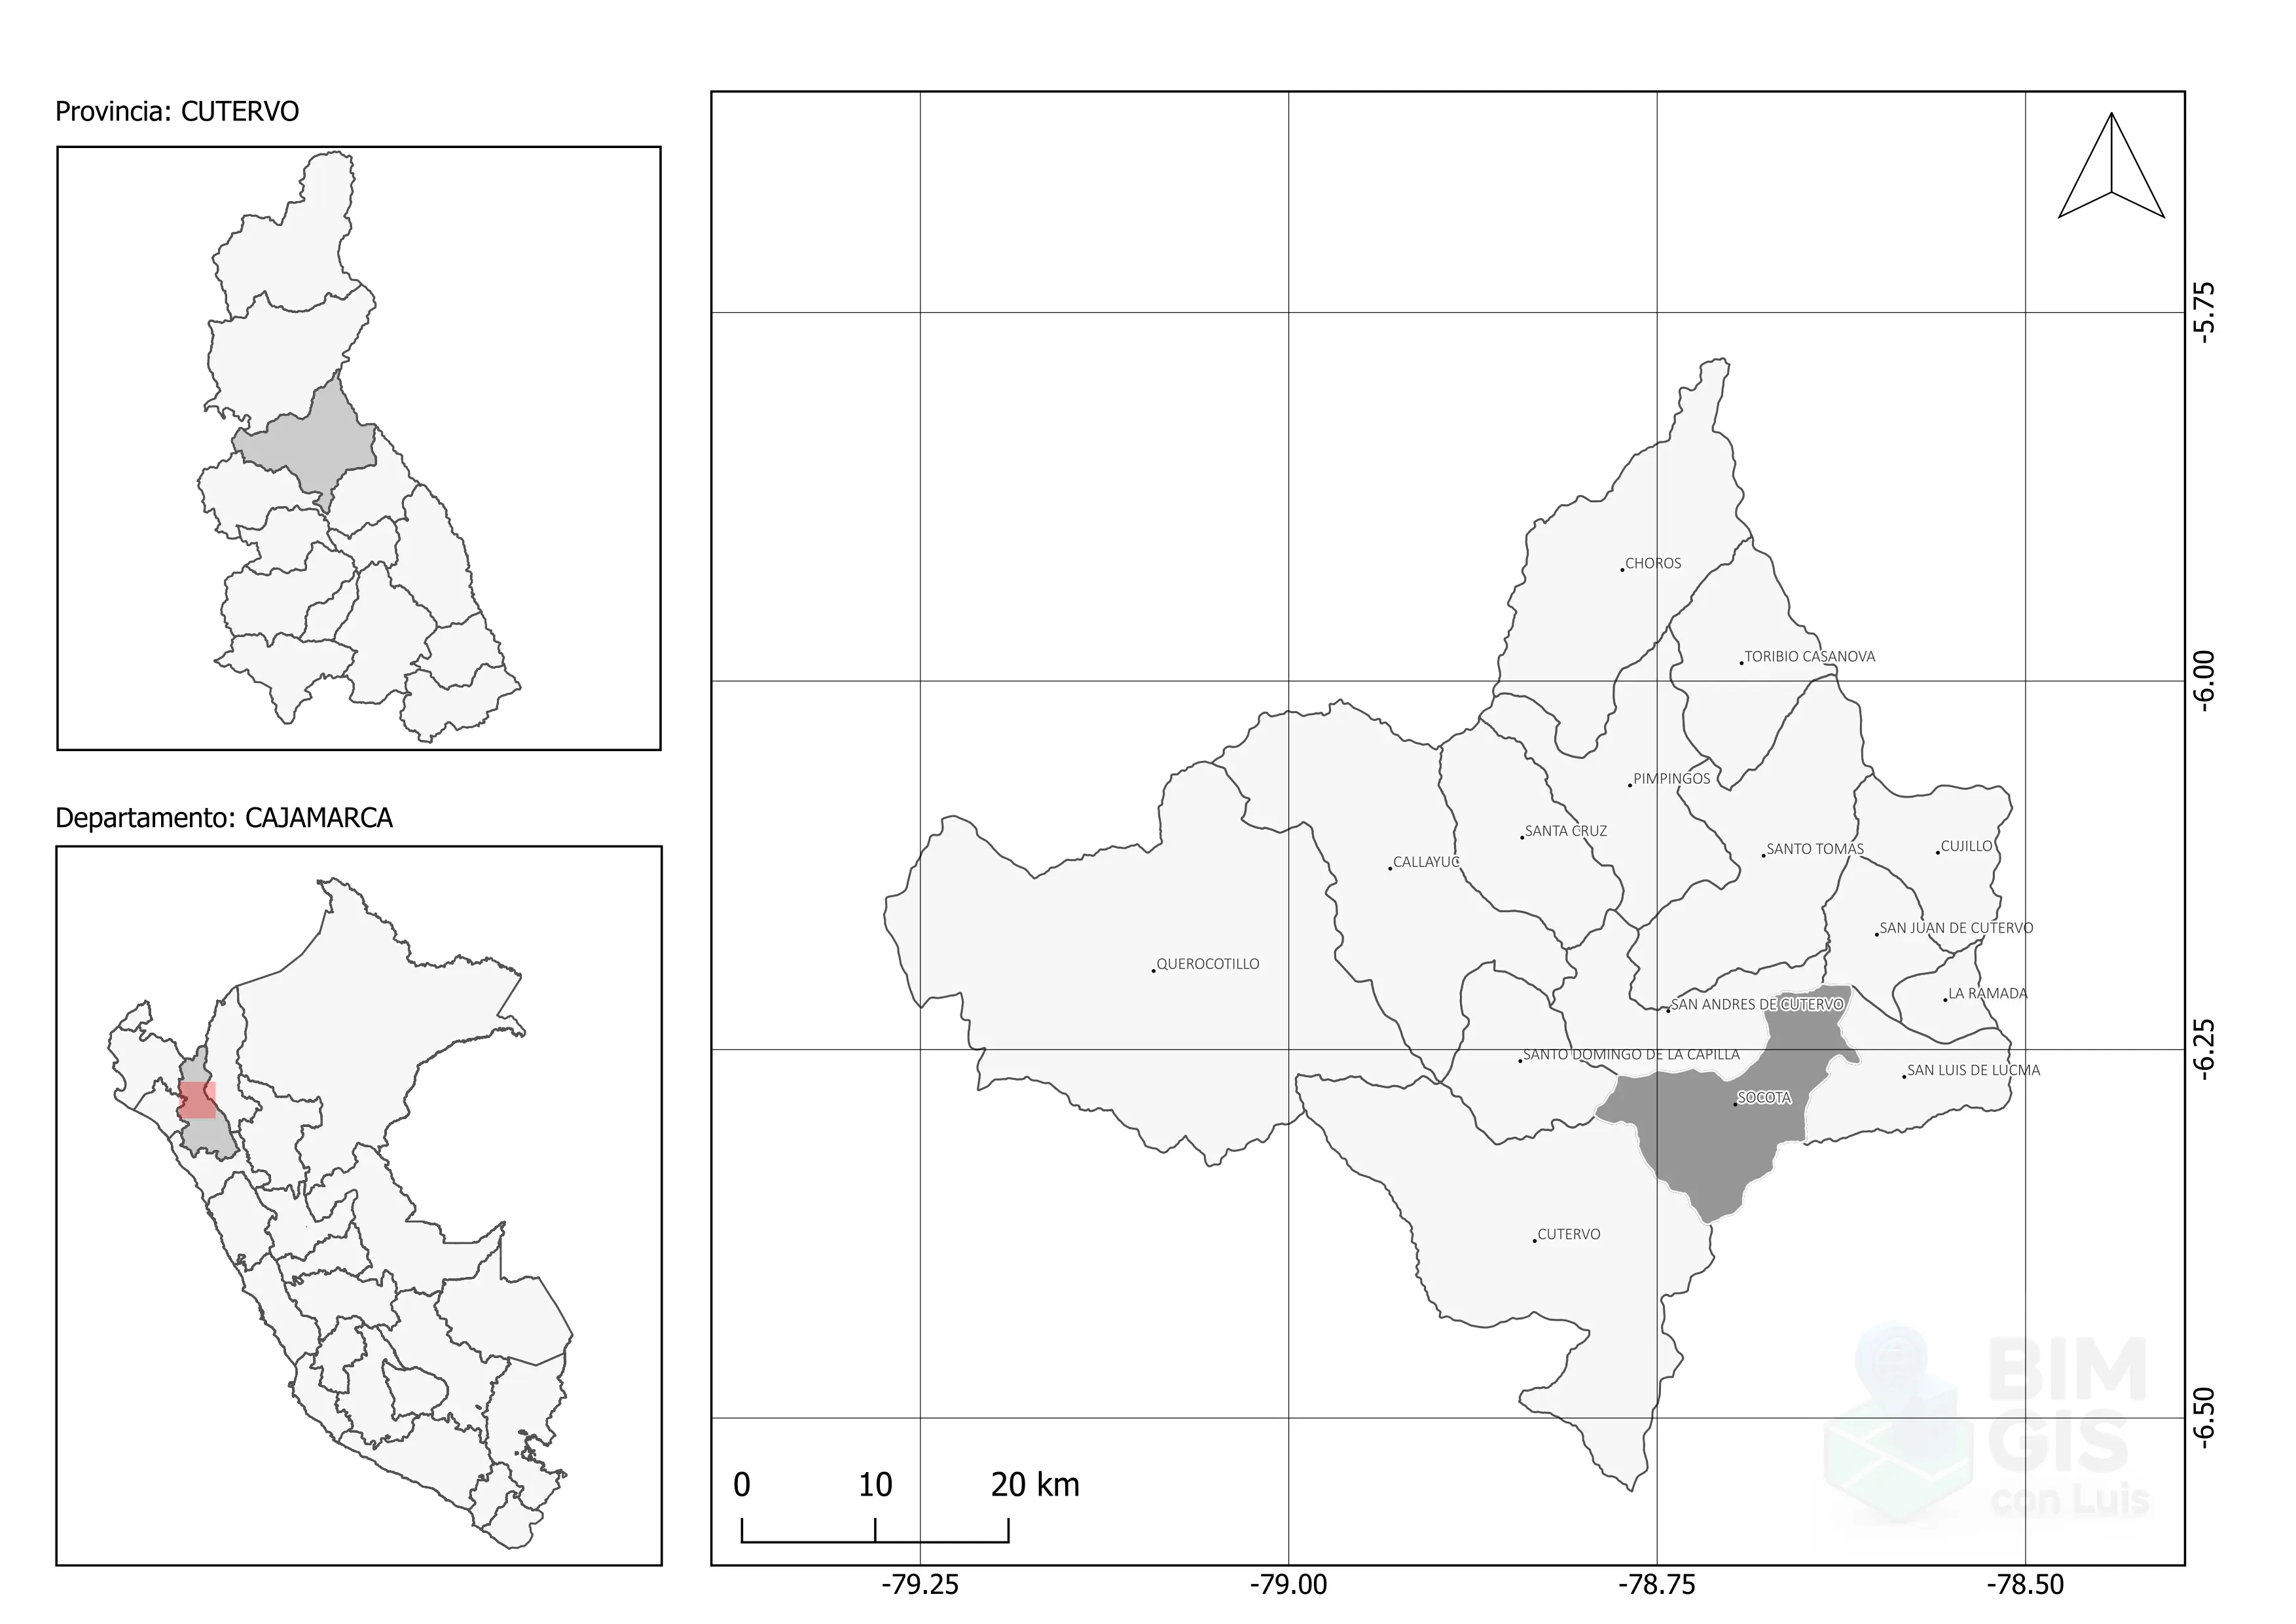 Provincia: CUTERVO
Departamento: CAJAMARCA
CHOROS
TORIBIO CASANOVA
PIMPINGOS
SANTA CRUZ
SANTO TOMAS
CUJILLO
CALLAYUC
SAN JUAN DE CUTERVO
QUEROCOTILLO
LA RAMADA
SAN ANDRES DE CUTERVO
SANTO DOMINGO DE LA CAPILLA
SAN LUIS DE LUCMA
SOCOTA
CUTERVO
-5.75
-6.00
-6.25
-6.50
0 10 20 km
-79.25 -79.00 -78.75 -78.50
BIM
GIS
con Luis